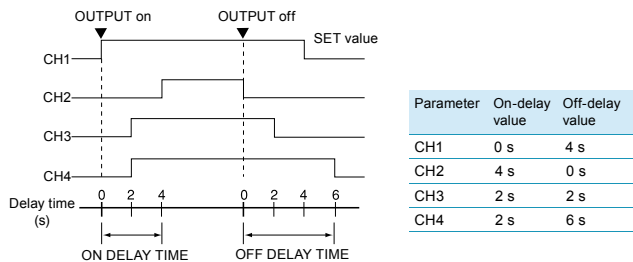 OUTPUT on OUTPUT off
SET value
CH1
CH2
CH3
CH4
0 2 4 0 2 4 6
Delay time
(s)
ON DELAY TIME OFF DELAY TIME
Parameter On-delay value Off-delay value
CH1 0 s 4 s
CH2 4 s 0 s
CH3 2 s 2 s
CH4 2 s 6 s